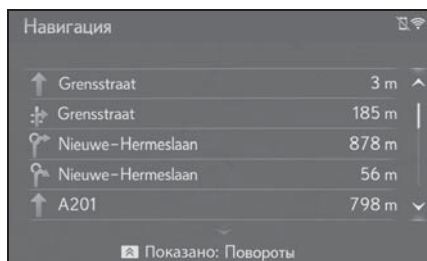 Навигация
Grensstraat 3 m
Grensstraat 185 m
Nieuwe-Hermeslaan 878 m
Nieuwe-Hermeslaan 56 m
A201 798 m
Показано: Повороты